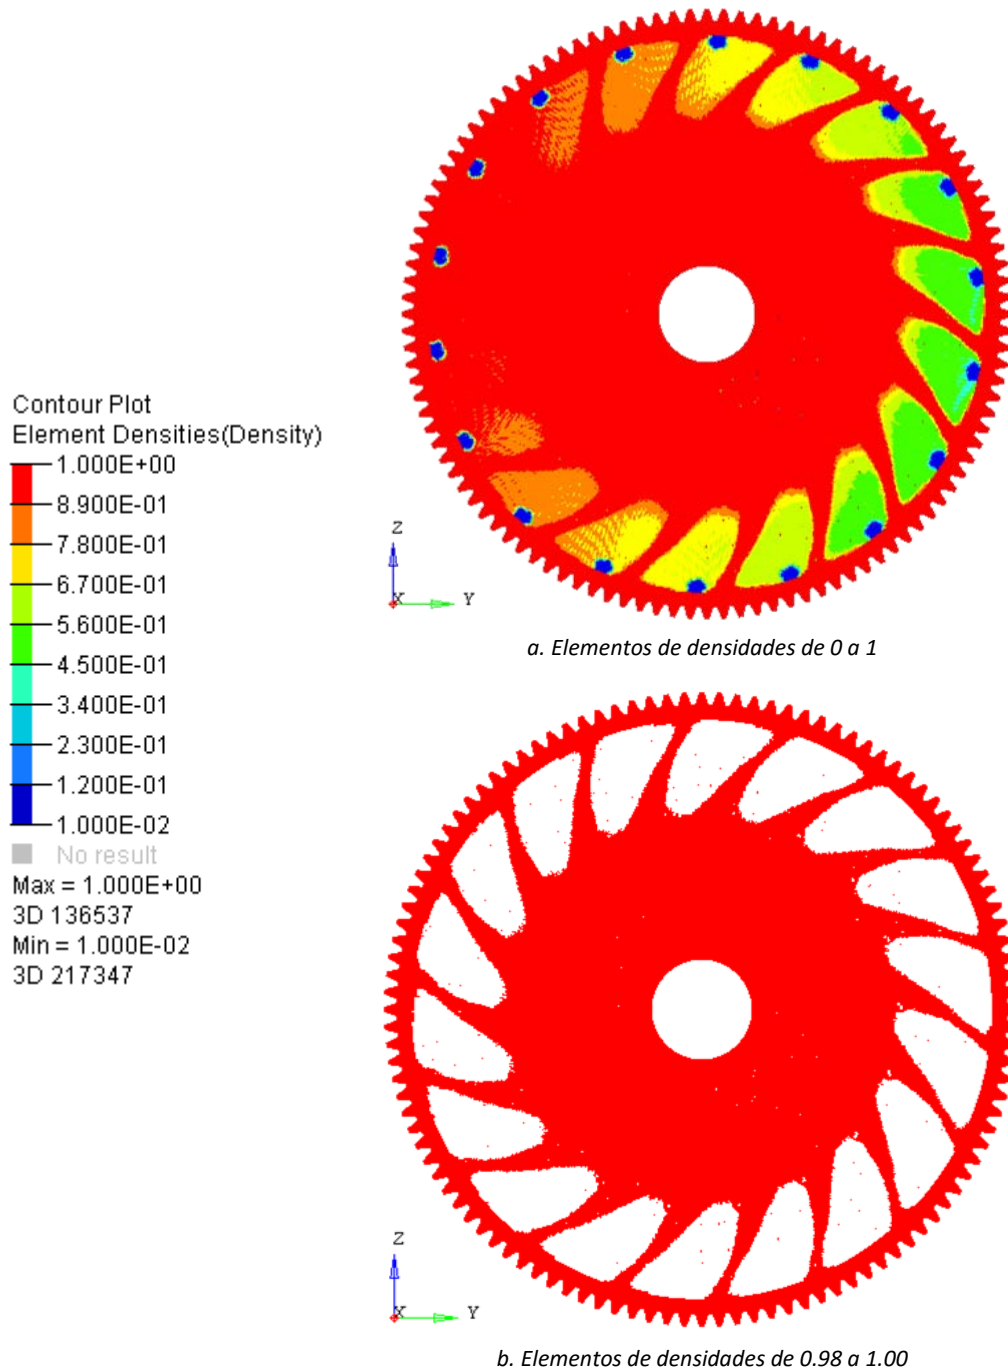 Contour Plot
Element Densities(Density)
1.000E+00
8.900E-01
7.800E-01
6.700E-01
5.600E-01
4.500E-01
3.400E-01
2.300E-01
1.200E-01
1.000E-02
No result
Max = 1.000E+00
3D 136537
Min = 1.000E-02
3D 217347
Z
X
Y
a. Elementos de densidades de 0 a 1
Z
X
Y
b. Elementos de densidades de 0.98 a 1.00